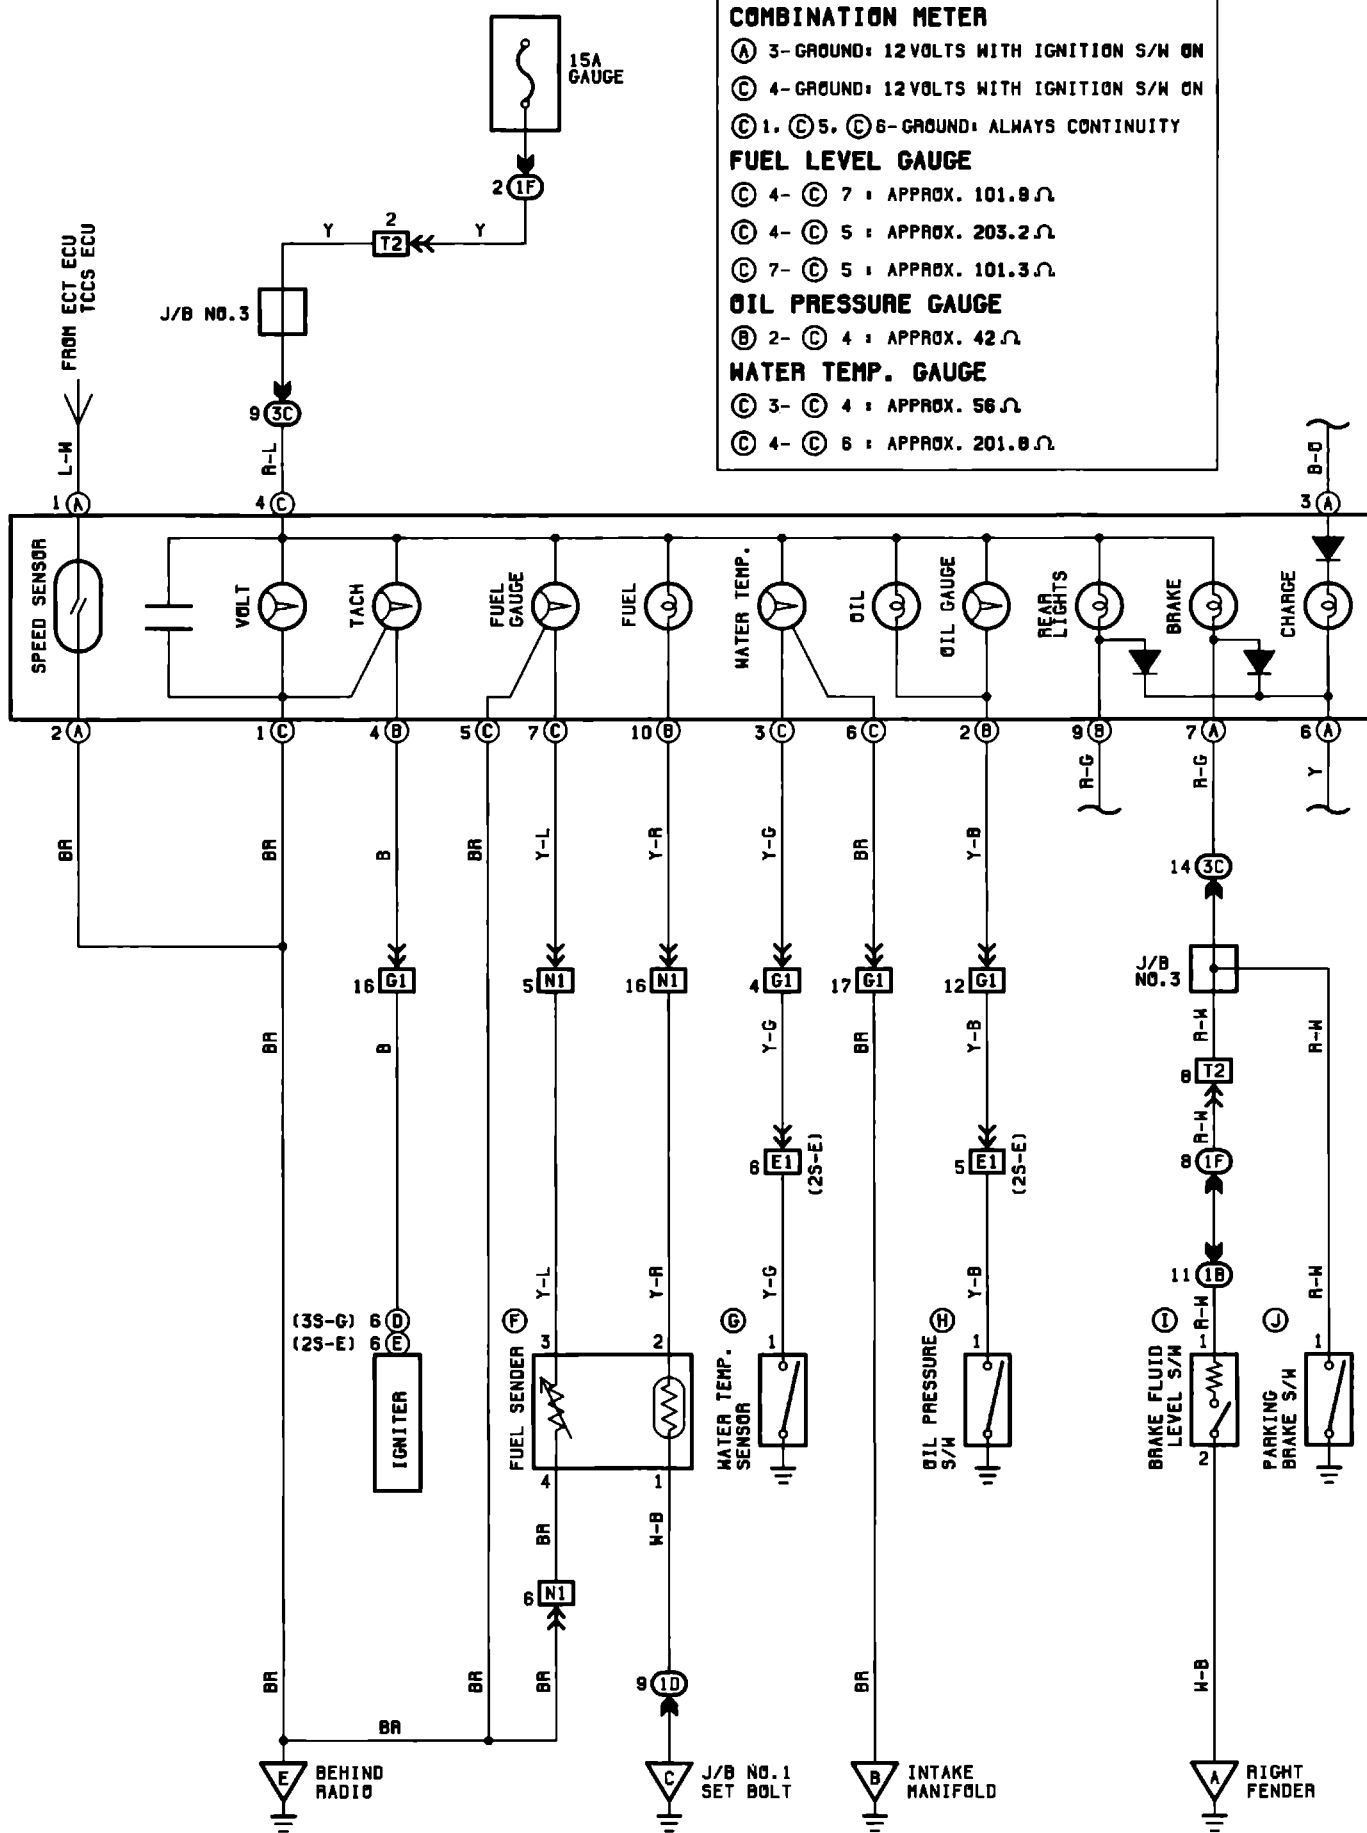 COMBINATION METER
Ⓐ 3-GROUND: 12 VOLTS WITH IGNITION S/W ON
Ⓒ 4-GROUND: 12 VOLTS WITH IGNITION S/W ON
Ⓒ 1, Ⓒ 5, Ⓒ 6-GROUND: ALWAYS CONTINUITY
FUEL LEVEL GAUGE
Ⓒ 4- Ⓒ 7 : APPROX. 101.9Ω
Ⓒ 4- Ⓒ 5 : APPROX. 203.2Ω
Ⓒ 7- Ⓒ 5 : APPROX. 101.3Ω
OIL PRESSURE GAUGE
Ⓑ 2- Ⓒ 4 : APPROX. 42Ω
WATER TEMP. GAUGE
Ⓒ 3- Ⓒ 4 : APPROX. 56Ω
Ⓒ 4- Ⓒ 6 : APPROX. 201.8Ω
15A
GAUGE
2 1F
Y
2
T2
Y
J/B NO.3
9 3C
FROM ECT ECU
TCCS ECU
L-W
R-L
B-O
1 A
4 C
3 A
SPEED SENSOR
VOLT
TACH
FUEL
GAUGE
FUEL
WATER TEMP.
OIL
OIL GAUGE
REAR
LIGHTS
BRAKE
CHARGE
2 A
1 C
4 B
5 C
7 C
10 B
3 C
6 C
2 B
9 B
7 A
6 A
R-G
R-G
Y
BR
BR
B
BR
Y-L
Y-R
Y-G
BR
Y-B
14 3C
16 G1
5 N1
16 N1
4 G1
17 G1
12 G1
J/B
NO.3
BR
B
Y-G
BR
Y-B
R-W
R-W
8 T2
R-W
6 E1
(2S-E)
5 E1
(2S-E)
8 1F
11 1B
Y-L
Y-R
Y-G
Y-B
R-W
R-W
(3S-G) 6 D
(2S-E) 6 E
IGNITER
F
FUEL SENDER
3
2
4
1
G
WATER TEMP.
SENSOR
1
H
OIL PRESSURE
S/W
1
I
BRAKE FLUID
LEVEL S/W
1
2
J
PARKING
BRAKE S/W
1
BR
W-B
6 N1
BR
BR
BR
BR
W-B
9 1D
BR
E
BEHIND
RADIO
C
J/B NO.1
SET BOLT
B
INTAKE
MANIFOLD
A
RIGHT
FENDER